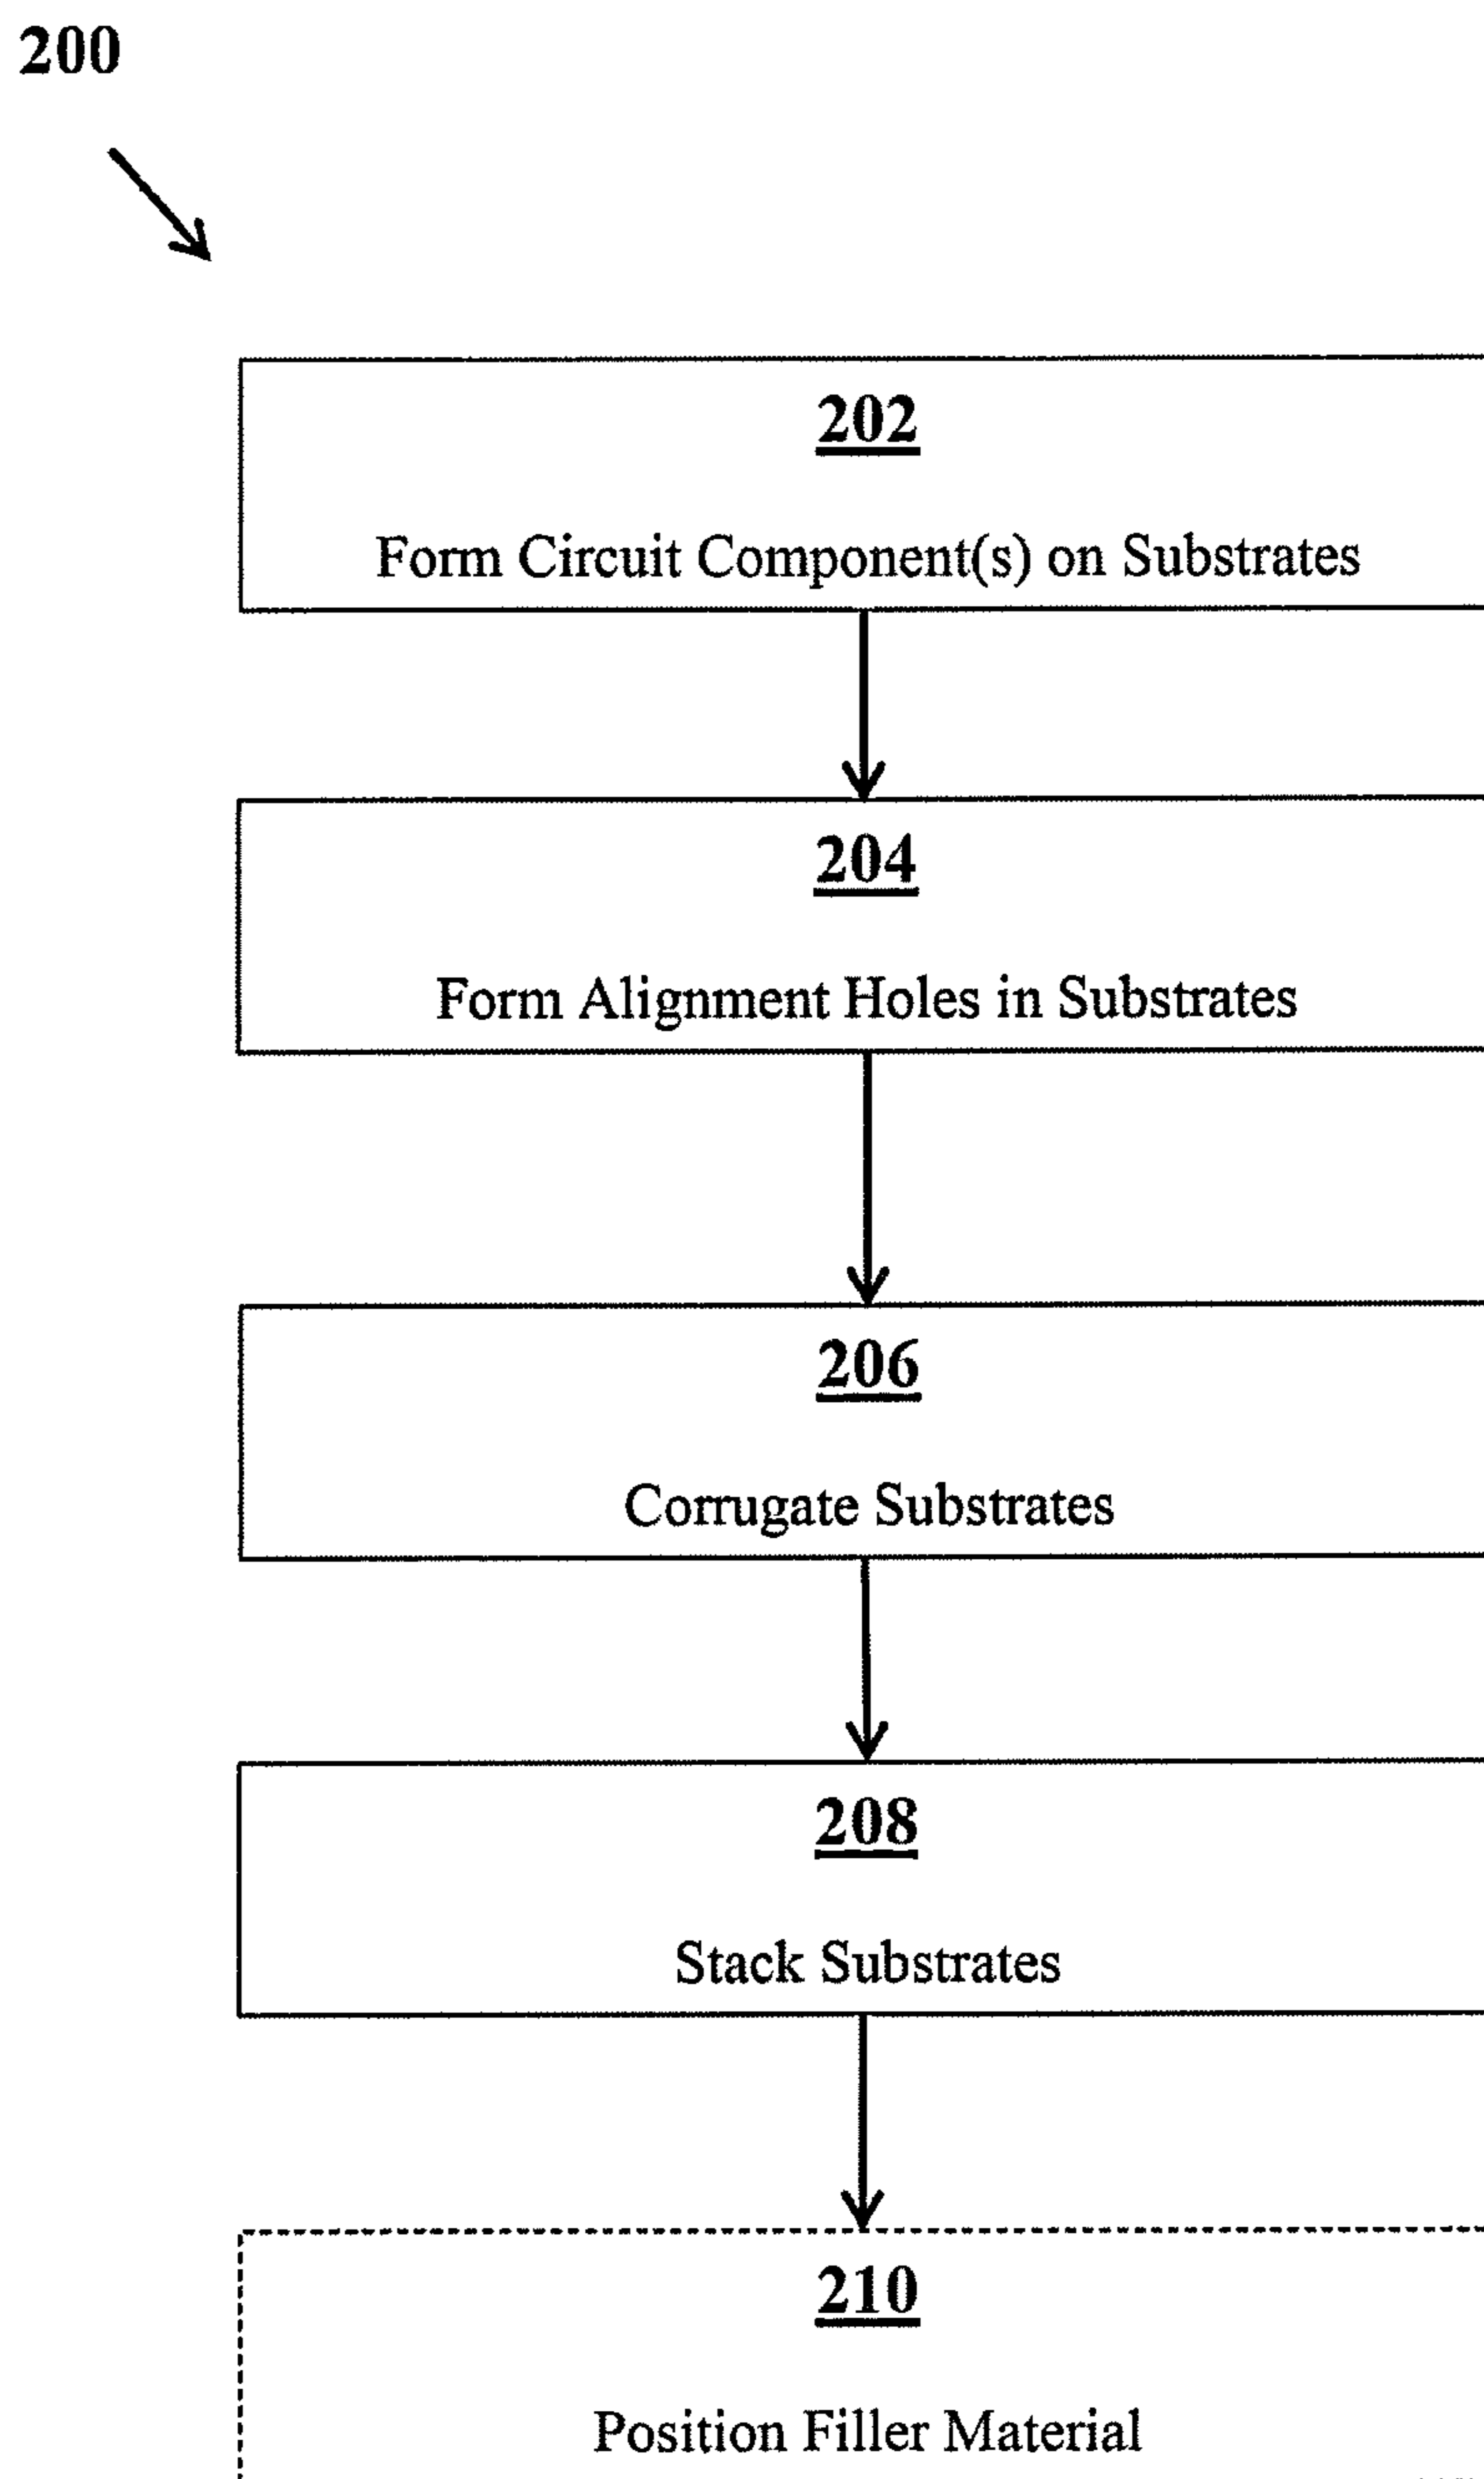 200
202
Form Circuit Component(s) on Substrates
204
Form Alignment Holes in Substrates
206
Corrugate Substrates
208
Stack Substrates
210
Position Filler Material